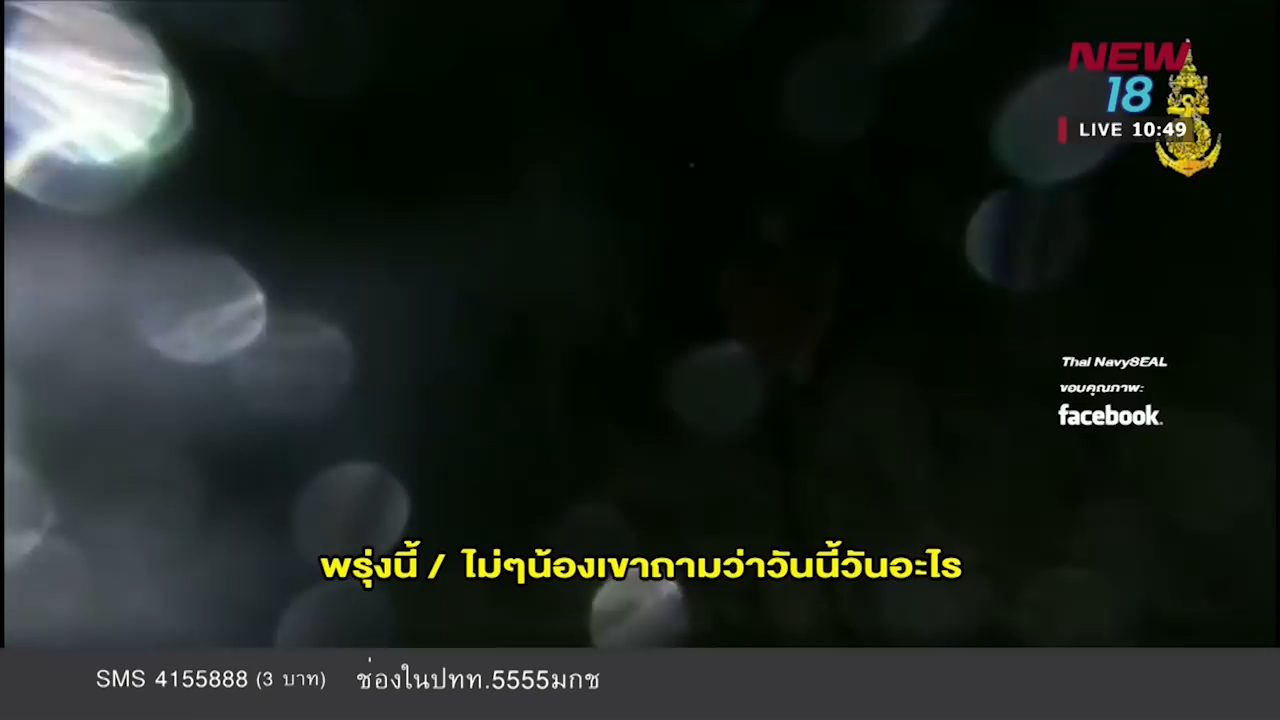 NEW
18
LIVE 10:49
Thai NavySEAL
ขอบคุณภาพ:
facebook.
พรุ่งนี้ / ไม่ๆน้องเขาถามว่าวันนี้วันอะไร
SMS 4155888 (3 บาท) ช่องในปทท.5555มกช